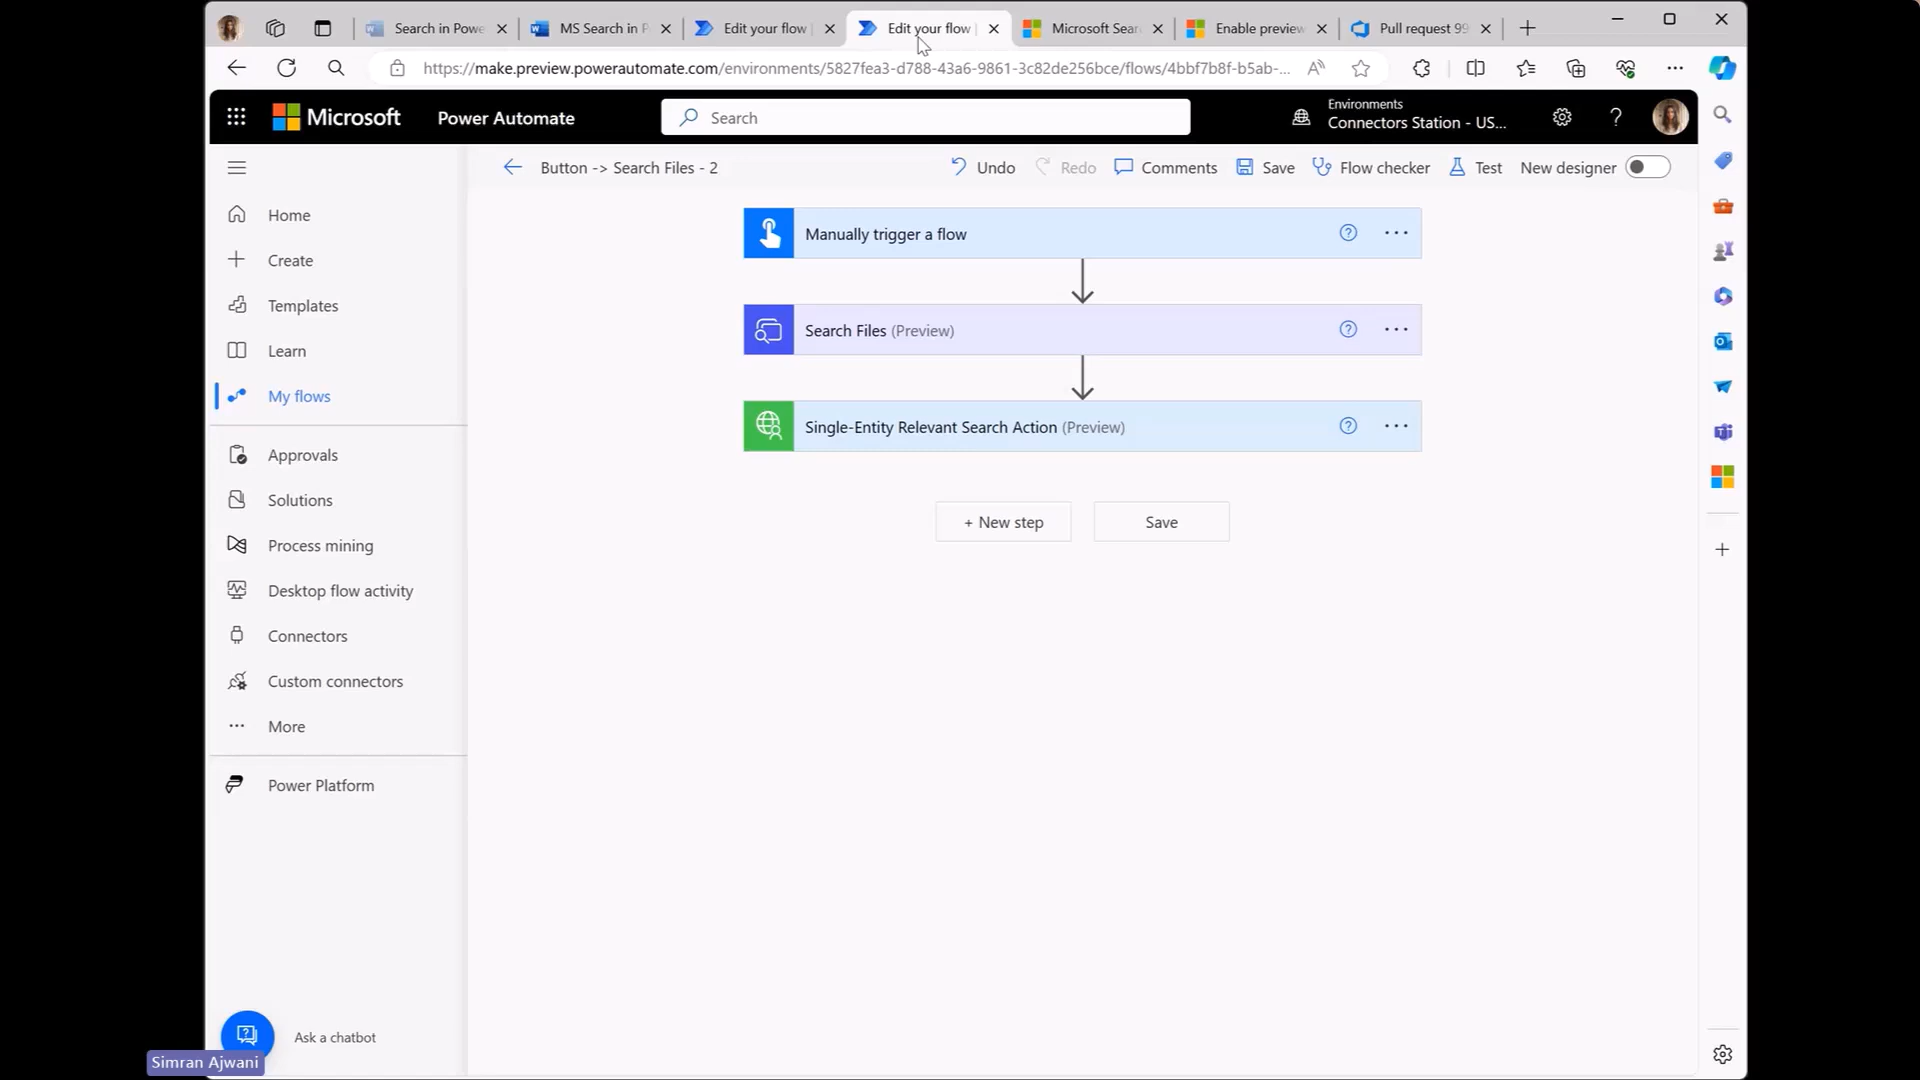 Search in Powe
MS Search in P
Edit your flow
Edit your flow
Microsoft Sear
Enable preview
Pull request 99
https://make.preview.powerautomate.com/environments/5827fea3-d788-43a6-9861-3c82de256bce/flows/4bbf7b8f-b5ab-...
Microsoft
Power Automate
Search
Environments
Connectors Station - US...
Button -> Search Files - 2
Undo
Redo
Comments
Save
Flow checker
Test
New designer
Home
Create
Templates
Learn
My flows
Approvals
Solutions
Process mining
Desktop flow activity
Connectors
Custom connectors
More
Power Platform
Manually trigger a flow
Search Files (Preview)
Single-Entity Relevant Search Action (Preview)
+ New step
Save
Ask a chatbot
Simran Ajwani